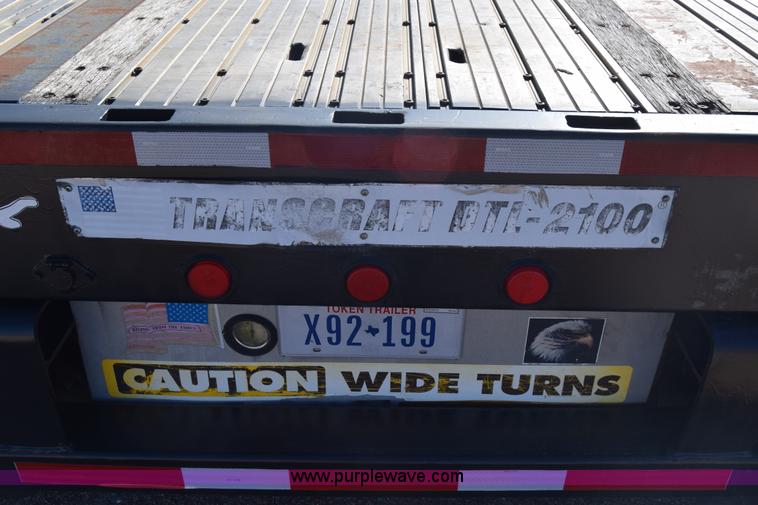 TRANSCRAFT DTL-2100
TOKEN TRAILER
X92 199
CAUTION WIDE TURNS
www.purplewave.com